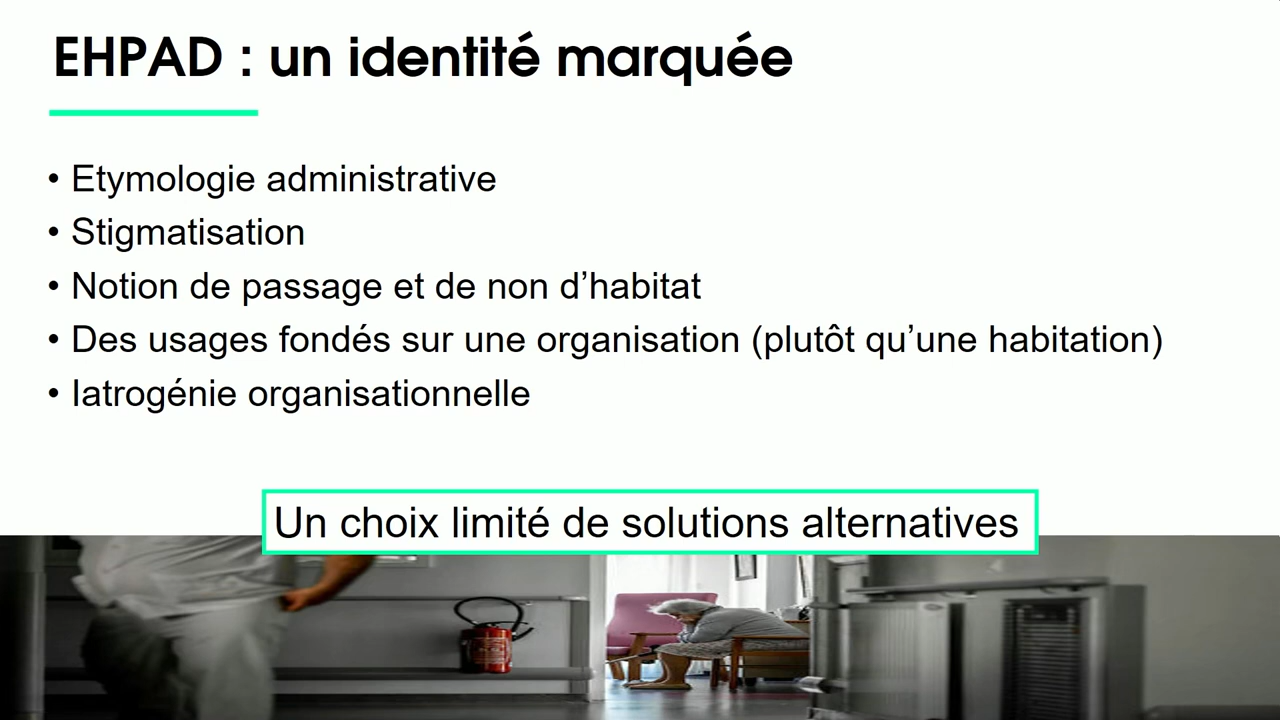 EHPAD : un identité marquée
• Etymologie administrative
• Stigmatisation
• Notion de passage et de non d’habitat
• Des usages fondés sur une organisation (plutôt qu’une habitation)
• Iatrogénie organisationnelle
Un choix limité de solutions alternatives